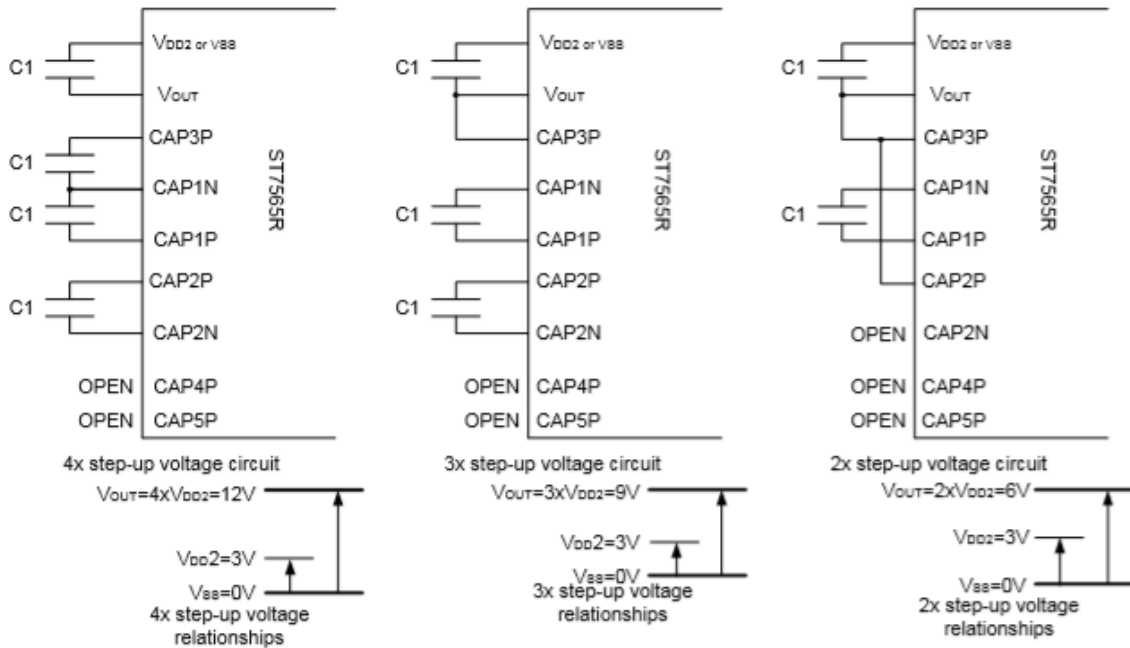 VDD2 or VSS
C1
VOUT
CAP3P
C1
CAP1N
C1
CAP1P
CAP2P
C1
CAP2N
OPEN CAP4P
OPEN CAP5P
ST7565R
4x step-up voltage circuit
VOUT=4xVDD2=12V
VDD2=3V
VSS=0V
4x step-up voltage
relationships
VDD2 or VSS
C1
VOUT
CAP3P
CAP1N
C1
CAP1P
CAP2P
C1
CAP2N
OPEN CAP4P
OPEN CAP5P
ST7565R
3x step-up voltage circuit
VOUT=3xVDD2=9V
VDD2=3V
VSS=0V
3x step-up voltage
relationships
VDD2 or VSS
C1
VOUT
CAP3P
CAP1N
C1
CAP1P
CAP2P
OPEN CAP2N
OPEN CAP4P
OPEN CAP5P
ST7565R
2x step-up voltage circuit
VOUT=2xVDD2=6V
VDD2=3V
VSS=0V
2x step-up voltage
relationships